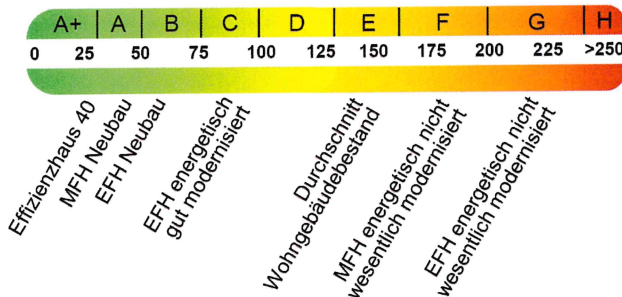 A+ A B C D E F G H
0 25 50 75 100 125 150 175 200 225 >250
Effizienzhaus 40
MFH Neubau
EFH Neubau
EFH energetisch
gut modernisiert
Durchschnitt
Wohngebäudebestand
MFH energetisch nicht
wesentlich modernisiert
EFH energetisch nicht
wesentlich modernisiert